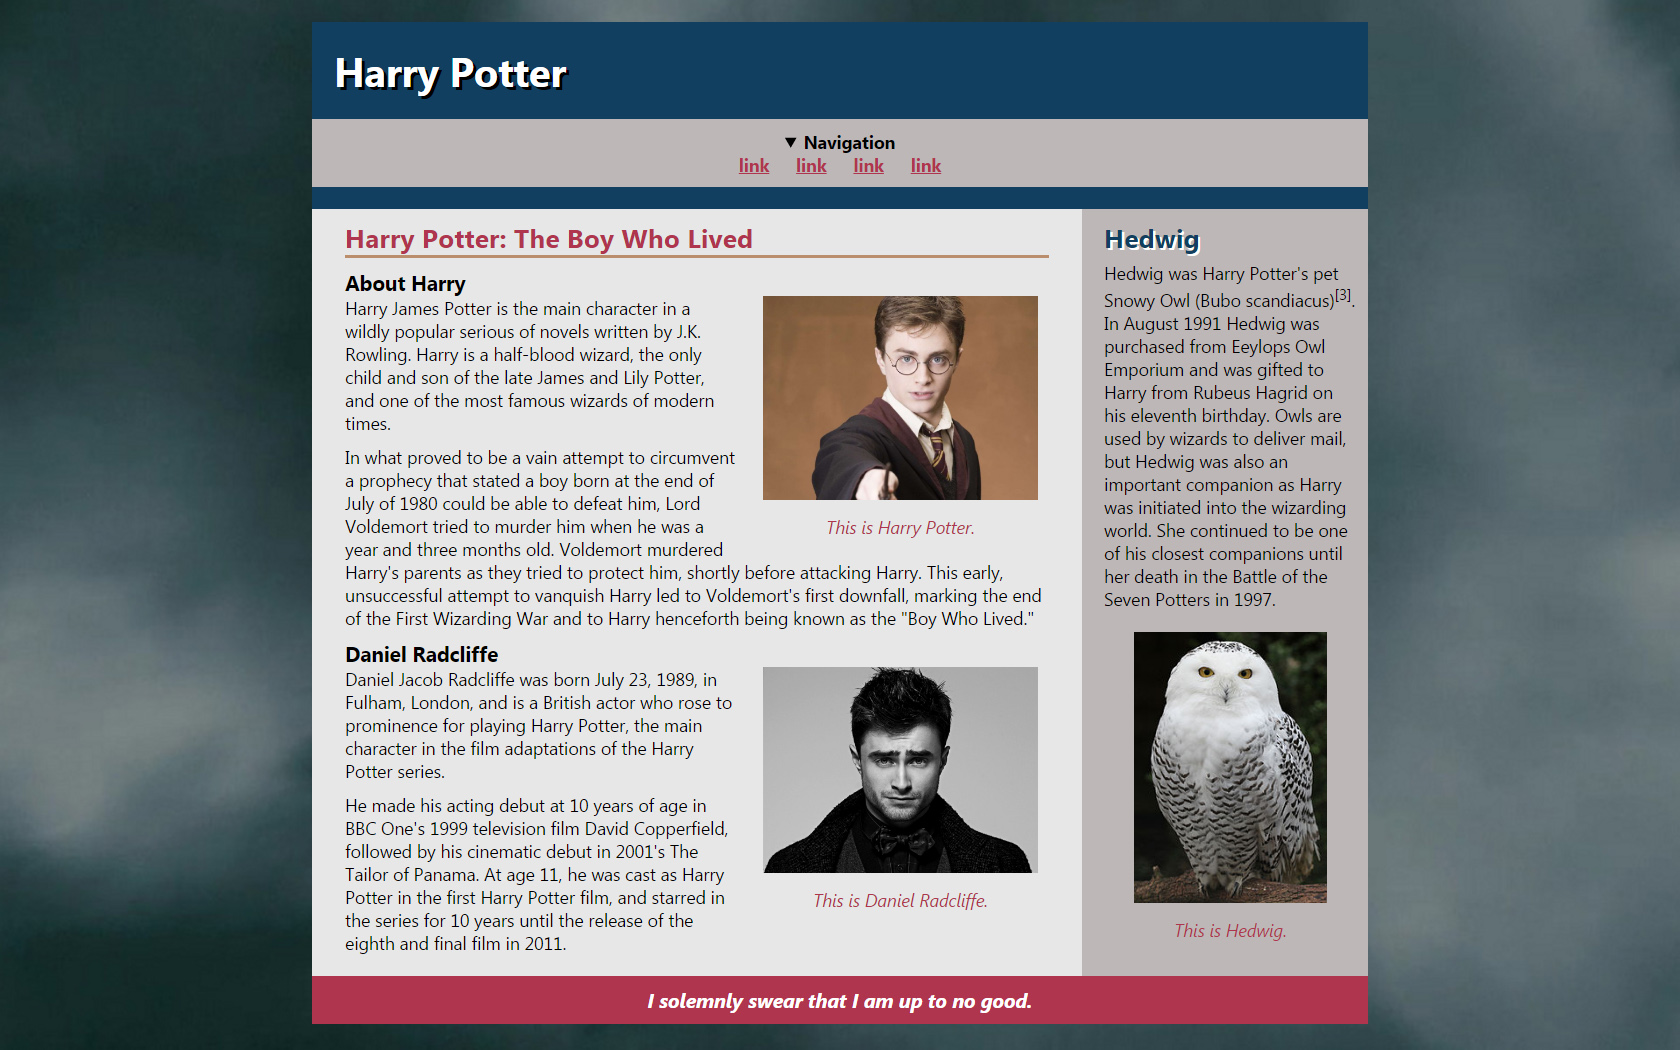 Harry Potter
▼ Navigation
link link link link
Harry Potter: The Boy Who Lived
About Harry
Harry James Potter is the main character in a
wildly popular serious of novels written by J.K.
Rowling. Harry is a half-blood wizard, the only
child and son of the late James and Lily Potter,
and one of the most famous wizards of modern
times.
In what proved to be a vain attempt to circumvent
a prophecy that stated a boy born at the end of
July of 1980 could be able to defeat him, Lord
Voldemort tried to murder him when he was a
year and three months old. Voldemort murdered
Harry's parents as they tried to protect him, shortly before attacking Harry. This early,
unsuccessful attempt to vanquish Harry led to Voldemort's first downfall, marking the end
of the First Wizarding War and to Harry henceforth being known as the "Boy Who Lived."
This is Harry Potter.
Daniel Radcliffe
Daniel Jacob Radcliffe was born July 23, 1989, in
Fulham, London, and is a British actor who rose to
prominence for playing Harry Potter, the main
character in the film adaptations of the Harry
Potter series.
He made his acting debut at 10 years of age in
BBC One's 1999 television film David Copperfield,
followed by his cinematic debut in 2001's The
Tailor of Panama. At age 11, he was cast as Harry
Potter in the first Harry Potter film, and starred in
the series for 10 years until the release of the
eighth and final film in 2011.
This is Daniel Radcliffe.
Hedwig
Hedwig was Harry Potter's pet
Snowy Owl (Bubo scandiacus)[3].
In August 1991 Hedwig was
purchased from Eeylops Owl
Emporium and was gifted to
Harry from Rubeus Hagrid on
his eleventh birthday. Owls are
used by wizards to deliver mail,
but Hedwig was also an
important companion as Harry
was initiated into the wizarding
world. She continued to be one
of his closest companions until
her death in the Battle of the
Seven Potters in 1997.
This is Hedwig.
I solemnly swear that I am up to no good.